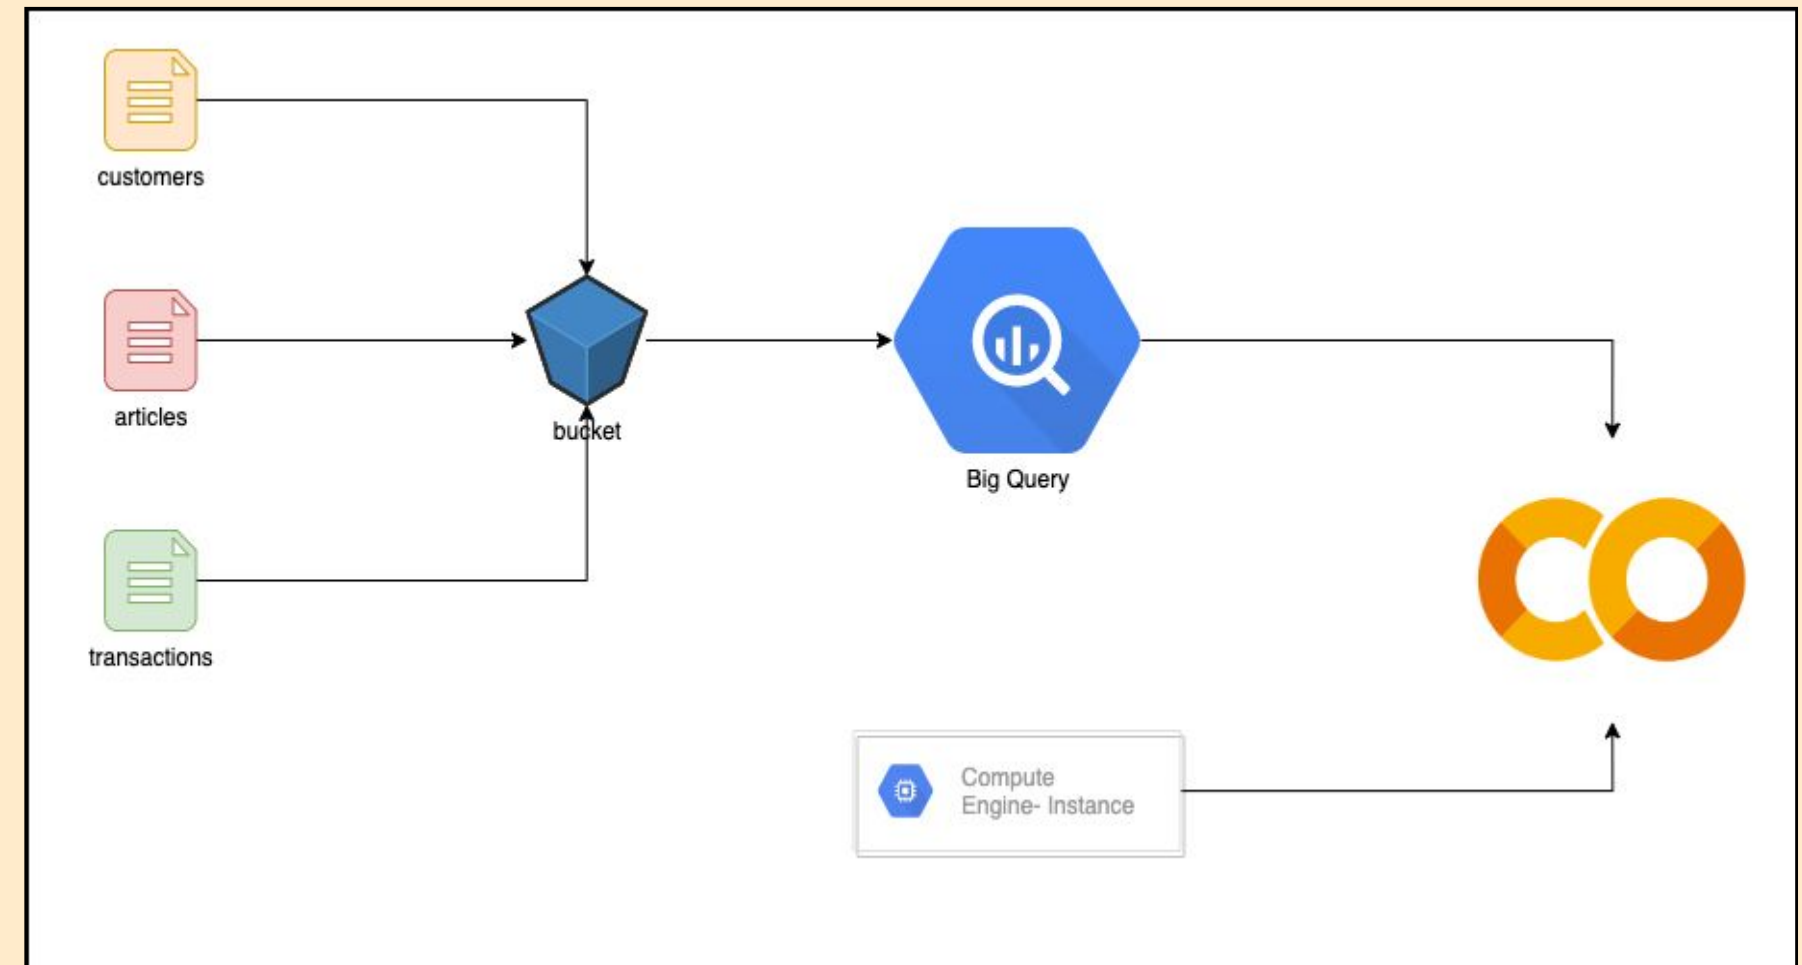 customers
articles
transactions
bucket
Big Query
Compute
Engine- Instance